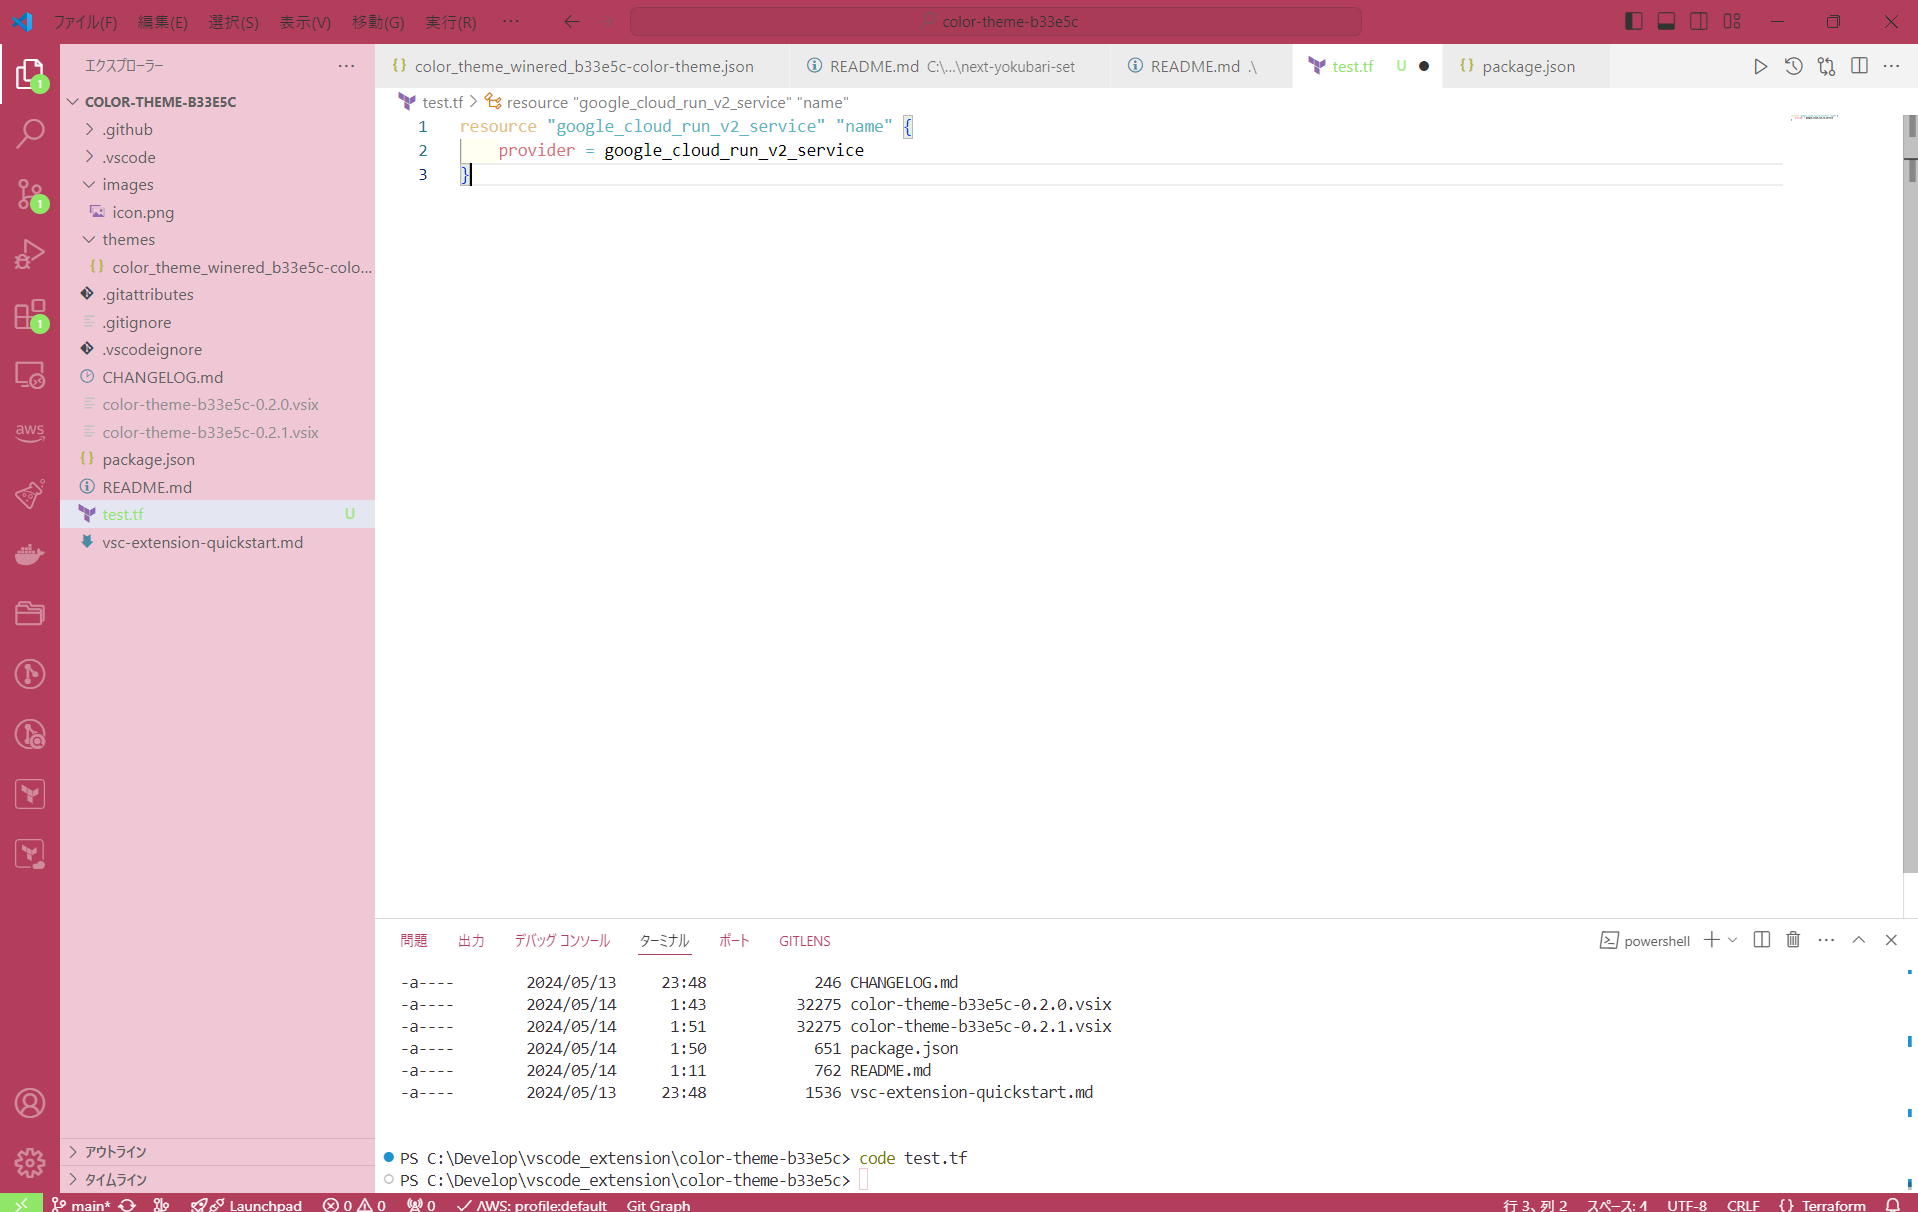 ファイル(F) 編集(E) 選択(S) 表示(V) 移動(G) 実行(R) ··· color-theme-b33e5c
エクスプローラー ···
COLOR-THEME-B33E5C
.github
.vscode
images
icon.png
themes
color_theme_winered_b33e5c-colo...
.gitattributes
.gitignore
.vscodeignore
CHANGELOG.md
color-theme-b33e5c-0.2.0.vsix
color-theme-b33e5c-0.2.1.vsix
package.json
README.md
test.tf U
vsc-extension-quickstart.md
アウトライン
タイムライン
1
1
1
aws
{} color_theme_winered_b33e5c-color-theme.json README.md C:\...\next-yokubari-set README.md .\ test.tf U ● {} package.json
test.tf > resource "google_cloud_run_v2_service" "name"
1 resource "google_cloud_run_v2_service" "name" {
2 provider = google_cloud_run_v2_service
3 }
問題 出力 デバッグ コンソール ターミナル ポート GITLENS powershell
-a---- 2024/05/13 23:48 246 CHANGELOG.md
-a---- 2024/05/14 1:43 32275 color-theme-b33e5c-0.2.0.vsix
-a---- 2024/05/14 1:51 32275 color-theme-b33e5c-0.2.1.vsix
-a---- 2024/05/14 1:50 651 package.json
-a---- 2024/05/14 1:11 762 README.md
-a---- 2024/05/13 23:48 1536 vsc-extension-quickstart.md
PS C:\Develop\vscode_extension\color-theme-b33e5c> code test.tf
PS C:\Develop\vscode_extension\color-theme-b33e5c>
main* Launchpad 0 0 0 AWS: profile:default Git Graph 行 3、列 2 スペース: 4 UTF-8 CRLF {} Terraform